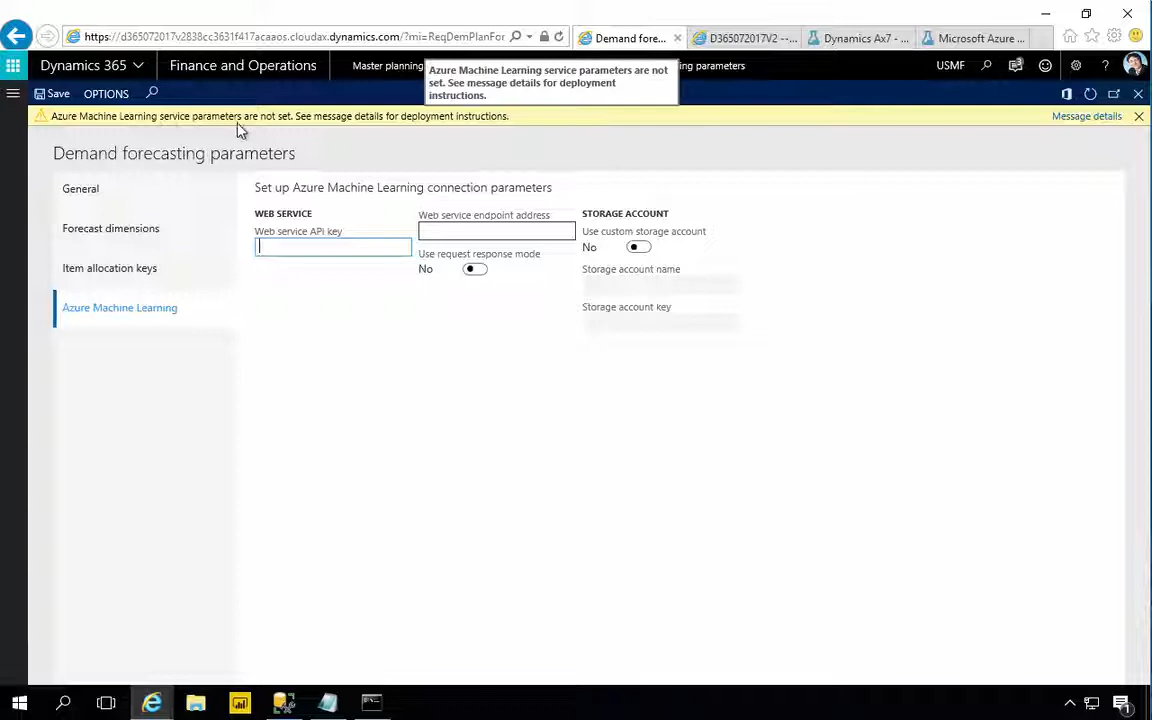 https://d365072017v2838cc3631f417acaaos.cloudax.dynamics.com/?mi=ReqDemPlanFor
Demand fore...
D365072017V2 --...
Dynamics Ax7 - ...
Microsoft Azure ...
Dynamics 365
Finance and Operations
Master planning
ng parameters
USMF
Azure Machine Learning service parameters are not
set. See message details for deployment
instructions.
Save
OPTIONS
Azure Machine Learning service parameters are not set. See message details for deployment instructions.
Message details
Demand forecasting parameters
General
Forecast dimensions
Item allocation keys
Azure Machine Learning
Set up Azure Machine Learning connection parameters
WEB SERVICE
Web service API key
Web service endpoint address
Use request response mode
No
STORAGE ACCOUNT
Use custom storage account
No
Storage account name
Storage account key
1